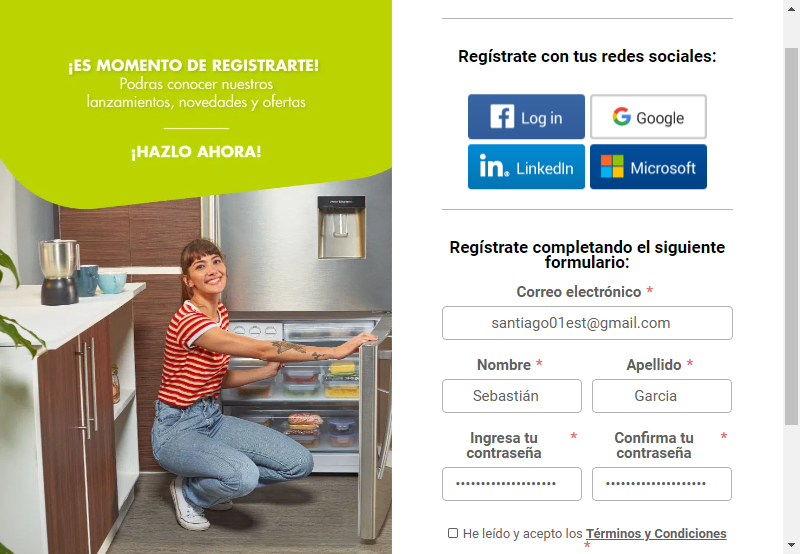 ¡ES MOMENTO DE REGISTRARTE!
Podras conocer nuestros
lanzamientos, novedades y ofertas
¡HAZLO AHORA!
Regístrate con tus redes sociales:
Log in
Google
LinkedIn
Microsoft
Regístrate completando el siguiente
formulario:
Correo electrónico *
santiago01est@gmail.com
Nombre *
Apellido *
Sebastián
Garcia
Ingresa tu *
contraseña
Confirma tu *
contraseña
••••••••••••••••••••
••••••••••••••••••••
He leído y acepto los Términos y Condiciones
*